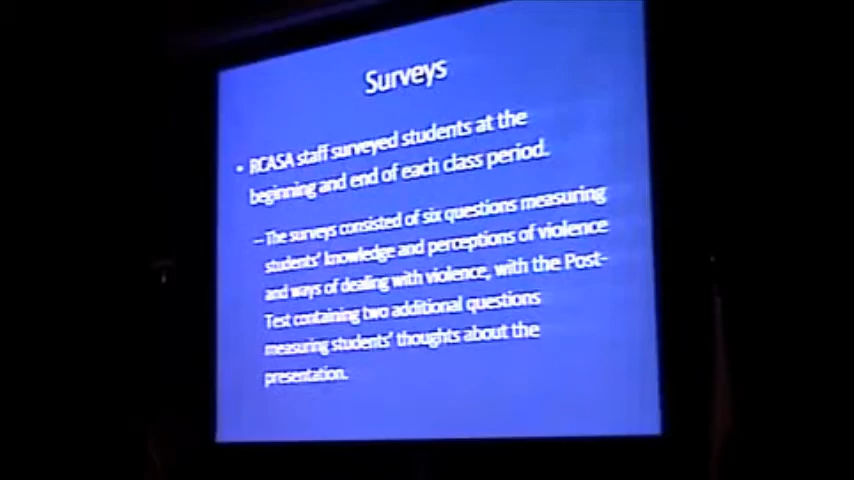 Surveys
• RCASA staff surveyed students at the
beginning and end of each class period.
– The surveys consisted of six questions measuring
students' knowledge and perceptions of violence
and ways of dealing with violence, with the Post-
Test containing two additional questions
measuring students' thoughts about the
presentation.